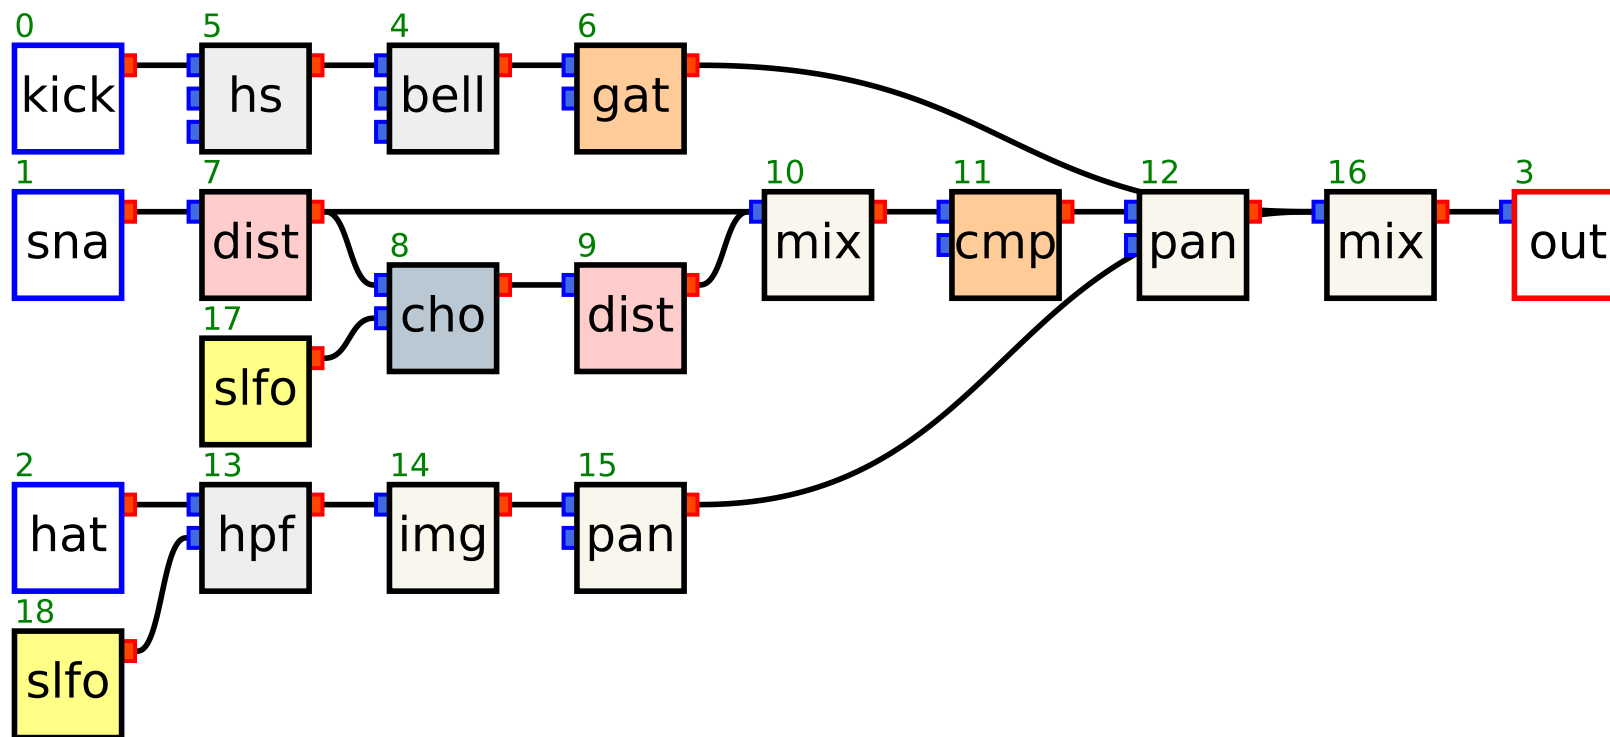 0 5 4 6
kick hs bell gat
1 7 10 11 12 16 3
sna dist mix cmp pan mix out
8 9
cho dist
17
slfo
2 13 14 15
hat hpf img pan
18
slfo